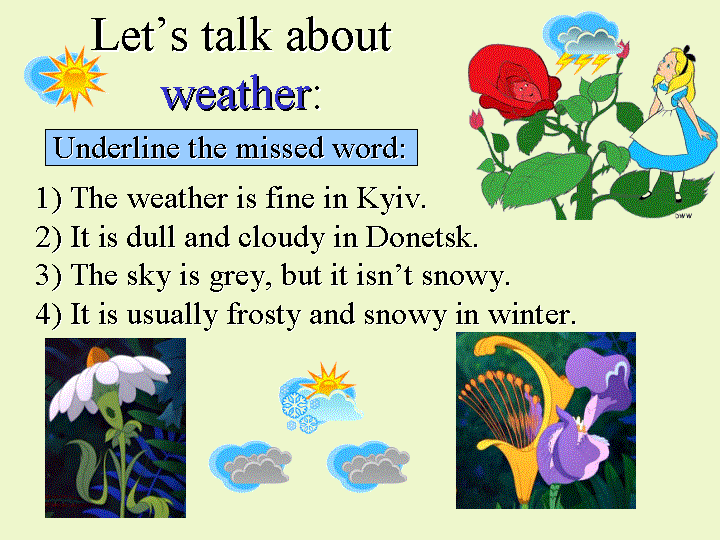 Let’s talk about
weather:
Underline the missed word:
1) The weather is fine in Kyiv.
2) It is dull and cloudy in Donetsk.
3) The sky is grey, but it isn’t snowy.
4) It is usually frosty and snowy in winter.
DWW